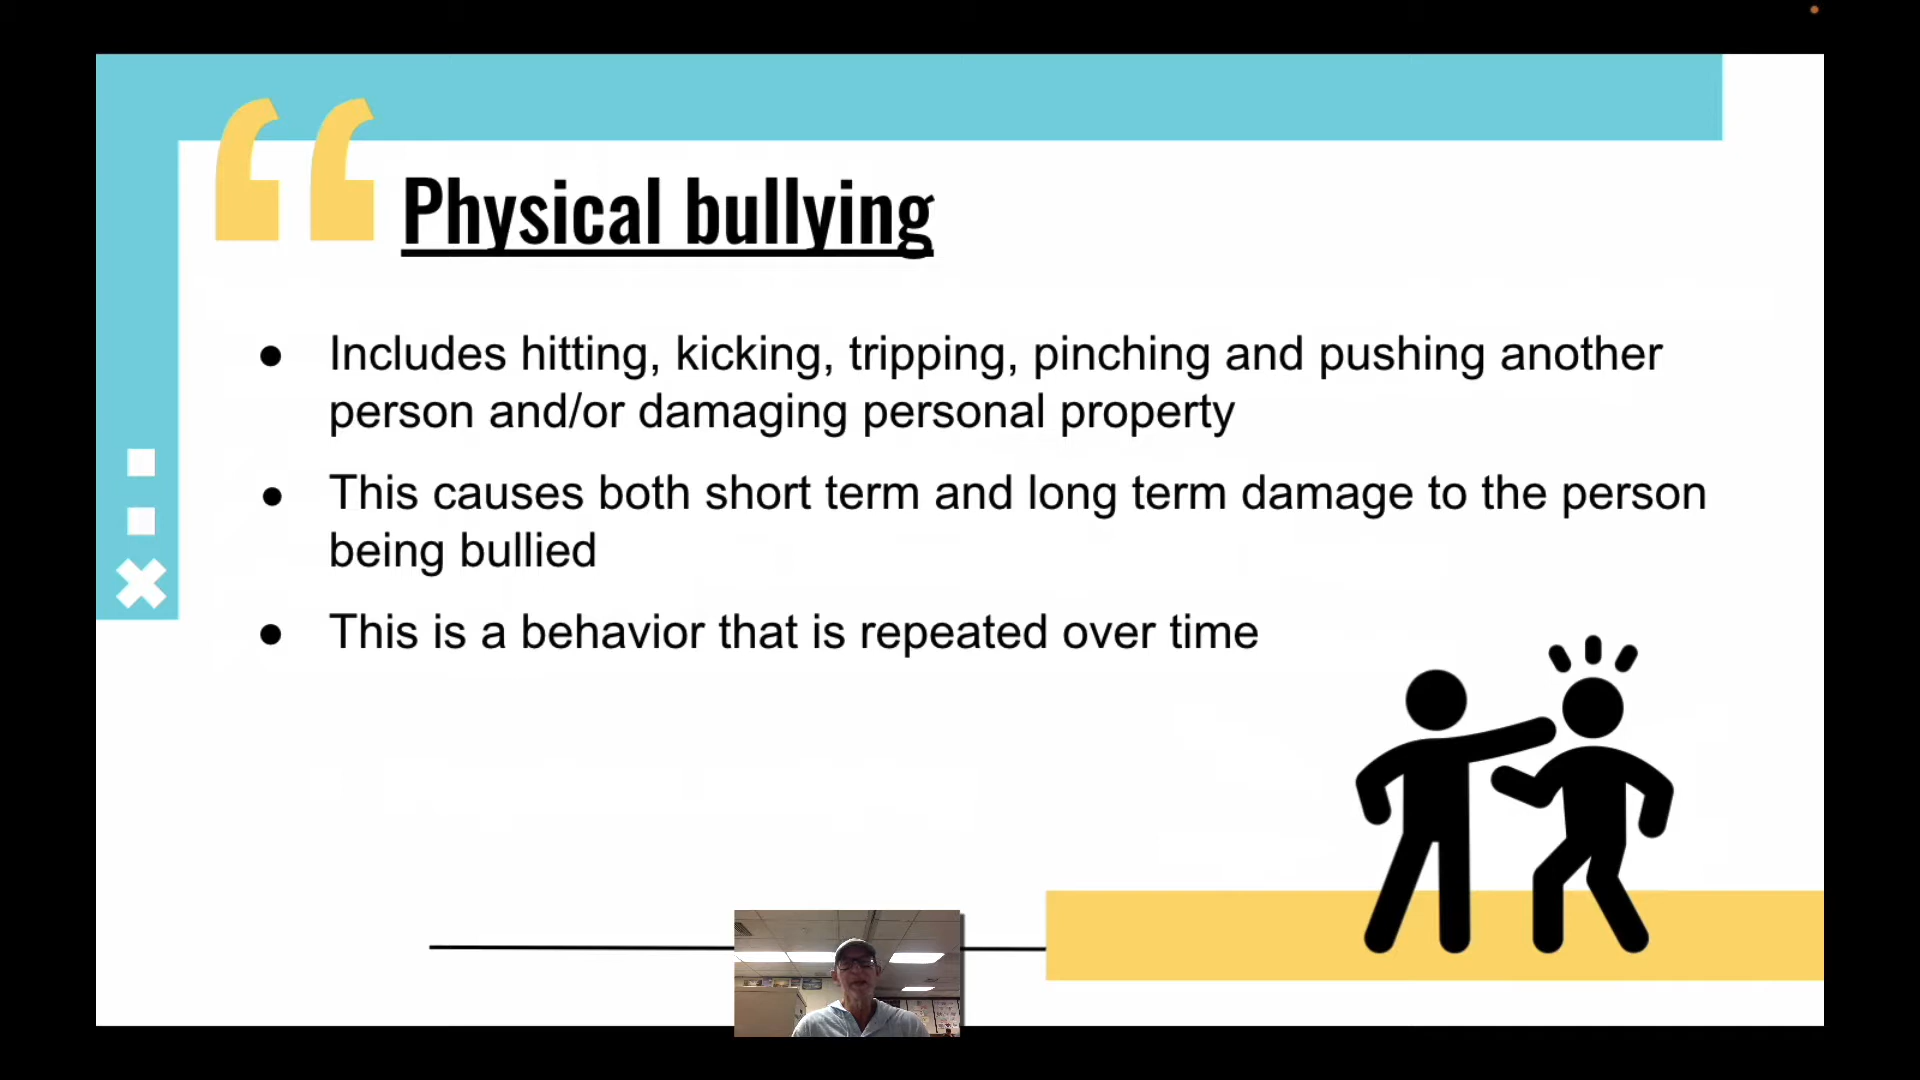 Physical bullying
● Includes hitting, kicking, tripping, pinching and pushing another
person and/or damaging personal property
● This causes both short term and long term damage to the person
being bullied
● This is a behavior that is repeated over time